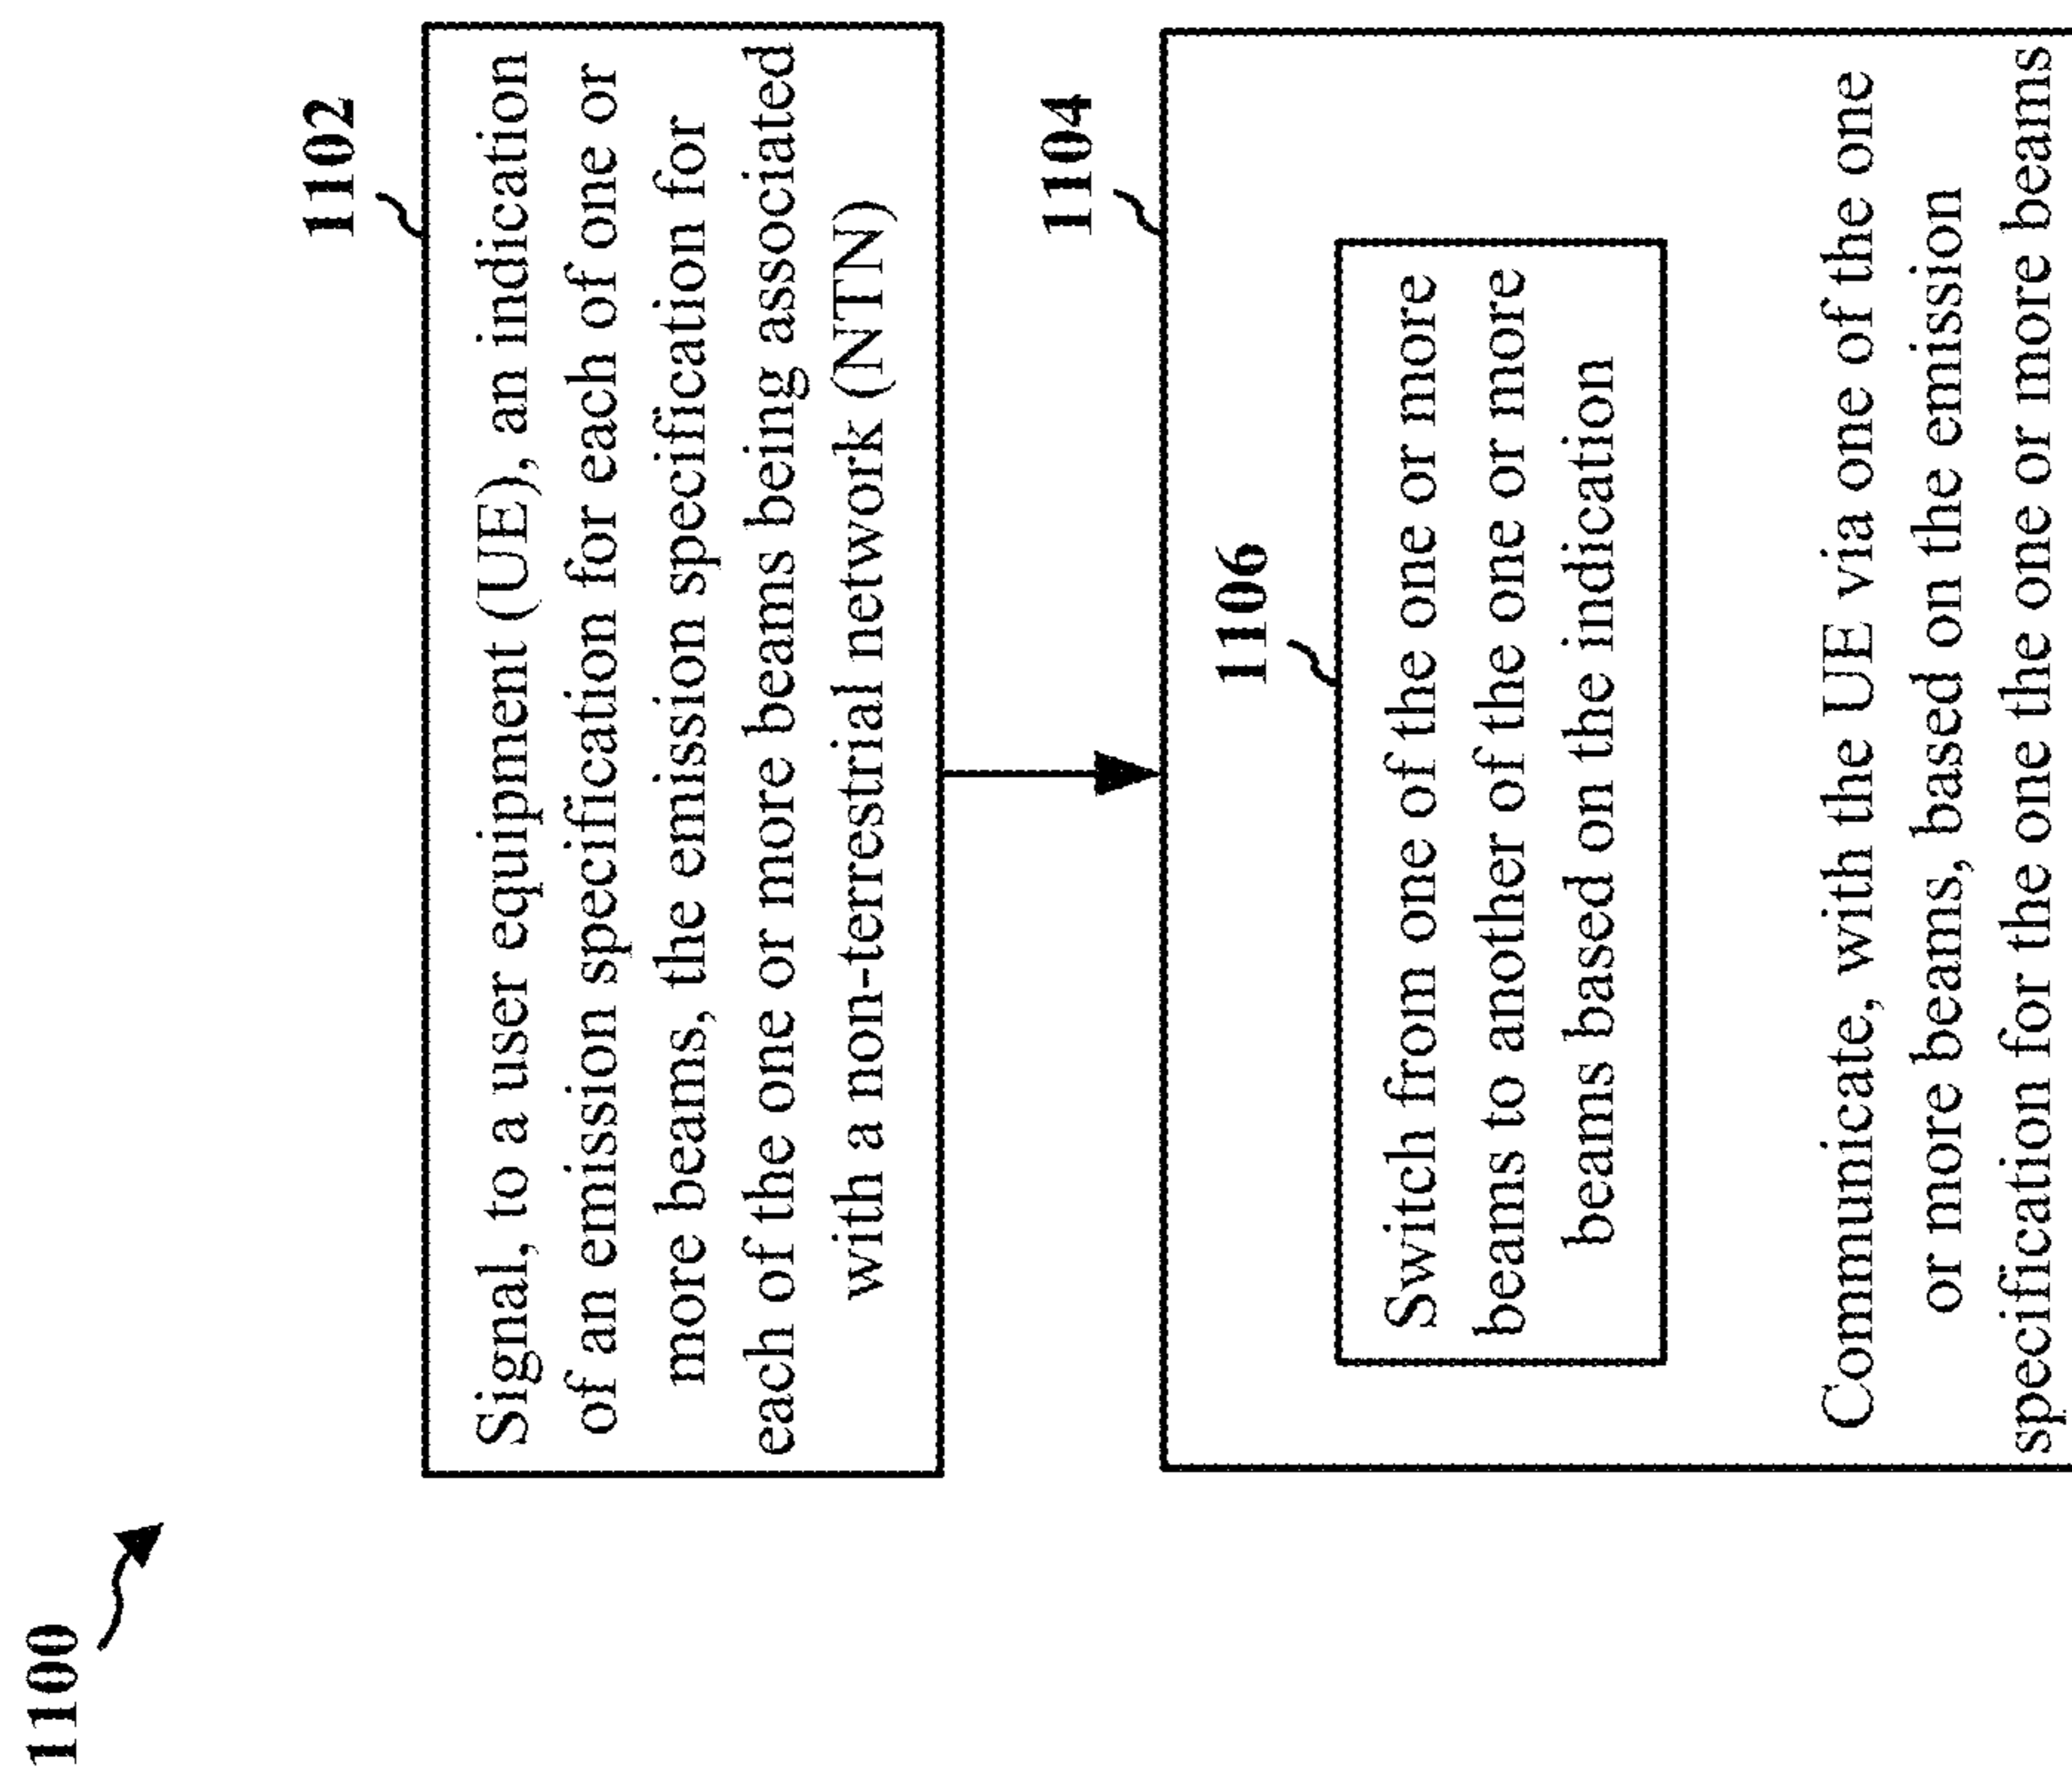 1100
1102
Signal, to a user equipment (UE), an indication
of an emission specification for each of one or
more beams, the emission specification for
each of the one or more beams being associated
with a non-terrestrial network (NTN)
1104
1106
Switch from one of the one or more
beams to another of the one or more
beams based on the indication
Communicate, with the UE via one of the one
or more beams, based on the emission
specification for the one the one or more beams